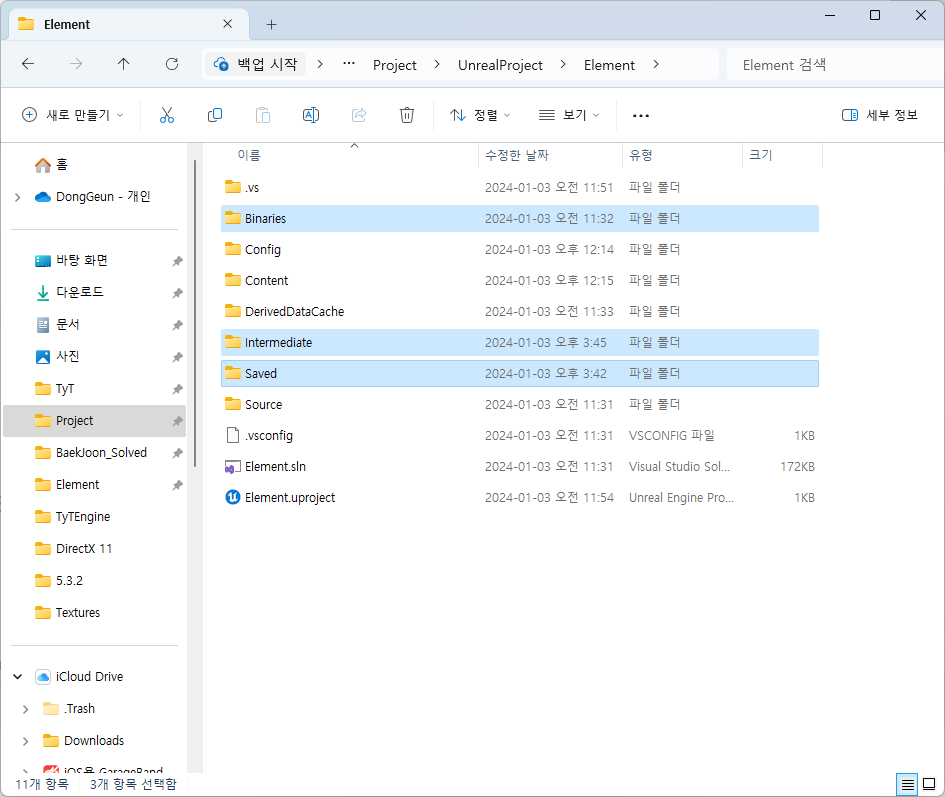 Element
백업 시작
Project
UnrealProject
Element
Element 검색
새로 만들기
정렬
보기
세부 정보
홈
DongGeun - 개인
바탕 화면
다운로드
문서
사진
TyT
Project
BaekJoon_Solved
Element
TyTEngine
DirectX 11
5.3.2
Textures
iCloud Drive
.Trash
Downloads
iOS용 GarageBand
이름 수정한 날짜 유형 크기
.vs 2024-01-03 오전 11:51 파일 폴더
Binaries 2024-01-03 오전 11:32 파일 폴더
Config 2024-01-03 오후 12:14 파일 폴더
Content 2024-01-03 오후 12:15 파일 폴더
DerivedDataCache 2024-01-03 오전 11:33 파일 폴더
Intermediate 2024-01-03 오후 3:45 파일 폴더
Saved 2024-01-03 오후 3:42 파일 폴더
Source 2024-01-03 오전 11:31 파일 폴더
.vsconfig 2024-01-03 오전 11:31 VSCONFIG 파일 1KB
Element.sln 2024-01-03 오전 11:31 Visual Studio Sol... 172KB
Element.uproject 2024-01-03 오전 11:54 Unreal Engine Pro... 1KB
11개 항목 3개 항목 선택함